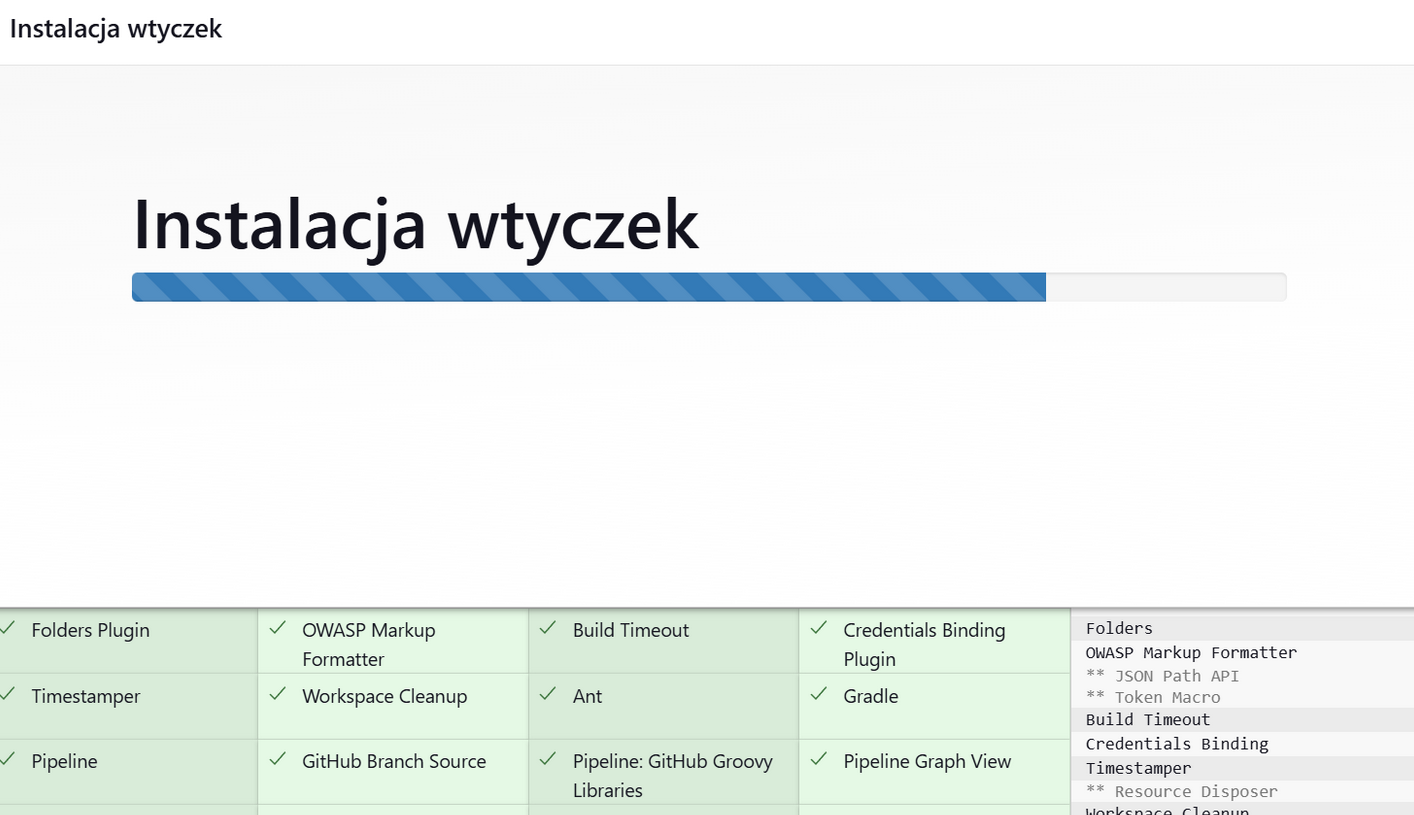 Instalacja wtyczek
Instalacja wtyczek
Folders Plugin
OWASP Markup
Formatter
Build Timeout
Credentials Binding
Plugin
Timestamper
Workspace Cleanup
Ant
Gradle
Pipeline
GitHub Branch Source
Pipeline: GitHub Groovy
Libraries
Pipeline Graph View
Folders
OWASP Markup Formatter
** JSON Path API
** Token Macro
Build Timeout
Credentials Binding
Timestamper
** Resource Disposer
Workspace Cleanup